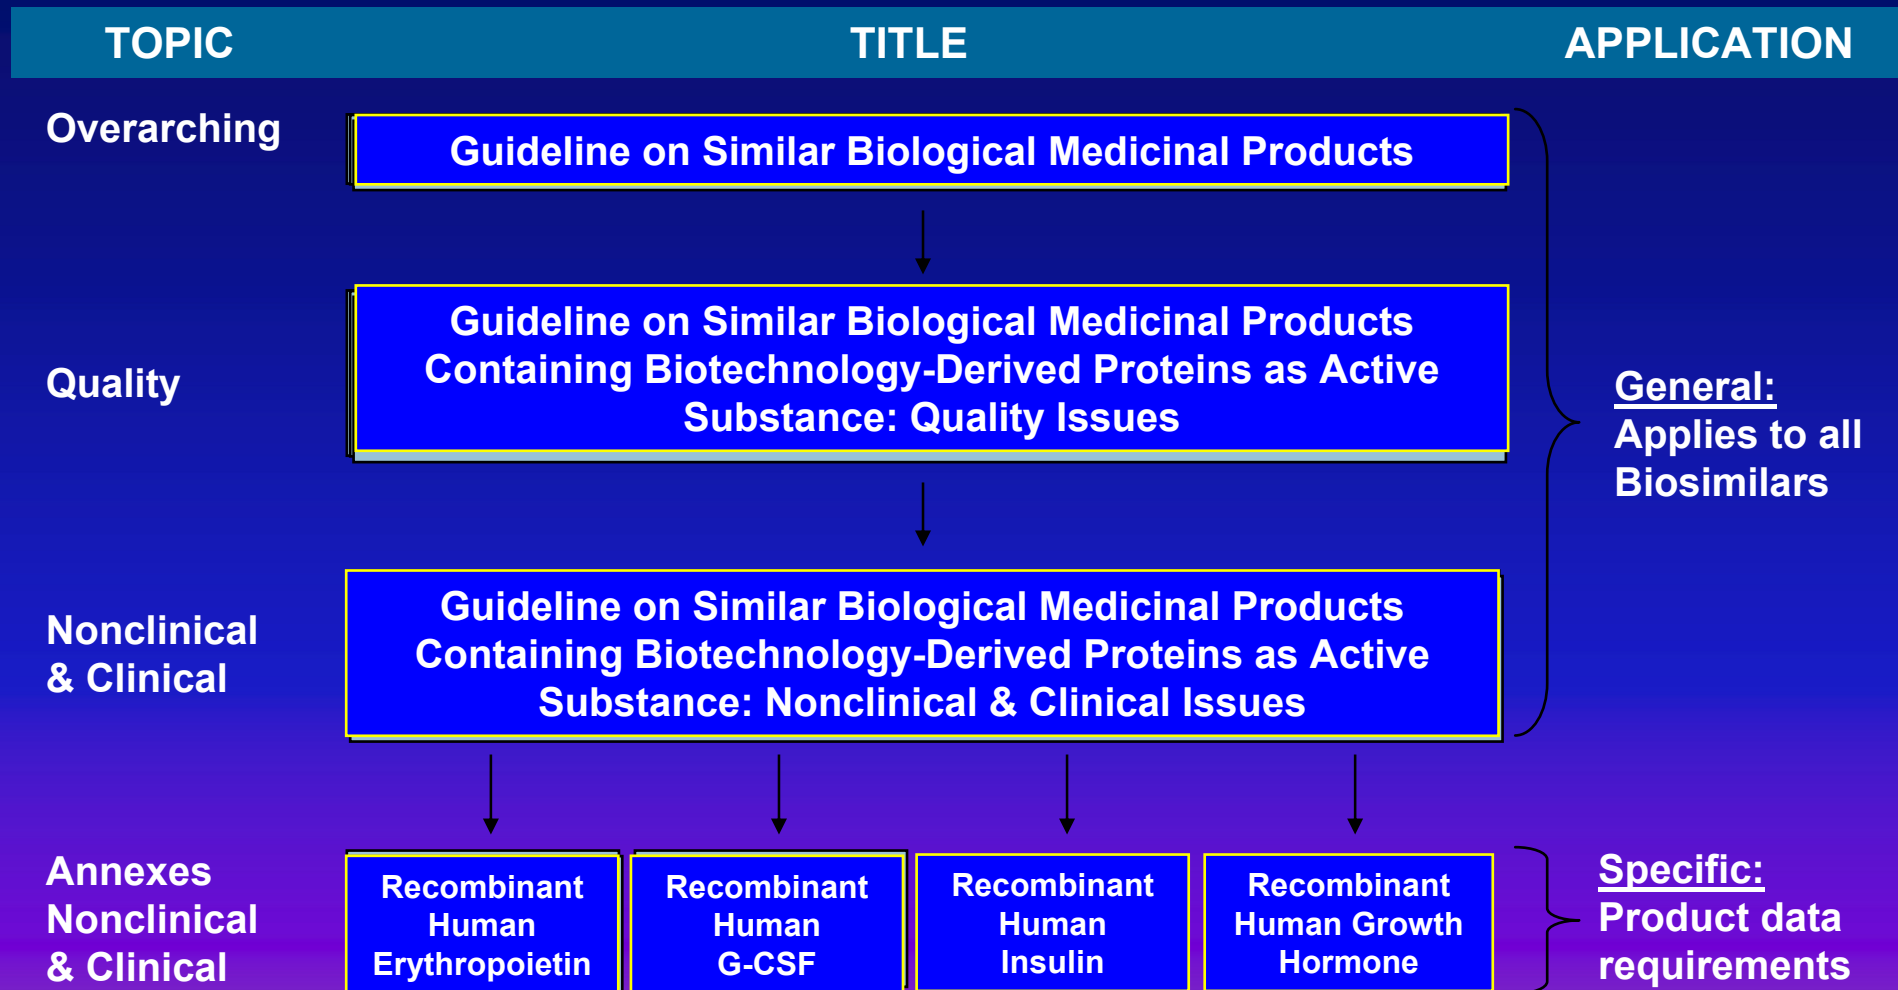 TOPIC TITLE APPLICATION
Overarching
Guideline on Similar Biological Medicinal Products
Quality
Guideline on Similar Biological Medicinal Products
Containing Biotechnology-Derived Proteins as Active
Substance: Quality Issues
General:
Applies to all
Biosimilars
Nonclinical
& Clinical
Guideline on Similar Biological Medicinal Products
Containing Biotechnology-Derived Proteins as Active
Substance: Nonclinical & Clinical Issues
Annexes
Nonclinical
& Clinical
Recombinant
Human
Erythropoietin
Recombinant
Human
G-CSF
Recombinant
Human
Insulin
Recombinant
Human Growth
Hormone
Specific:
Product data
requirements